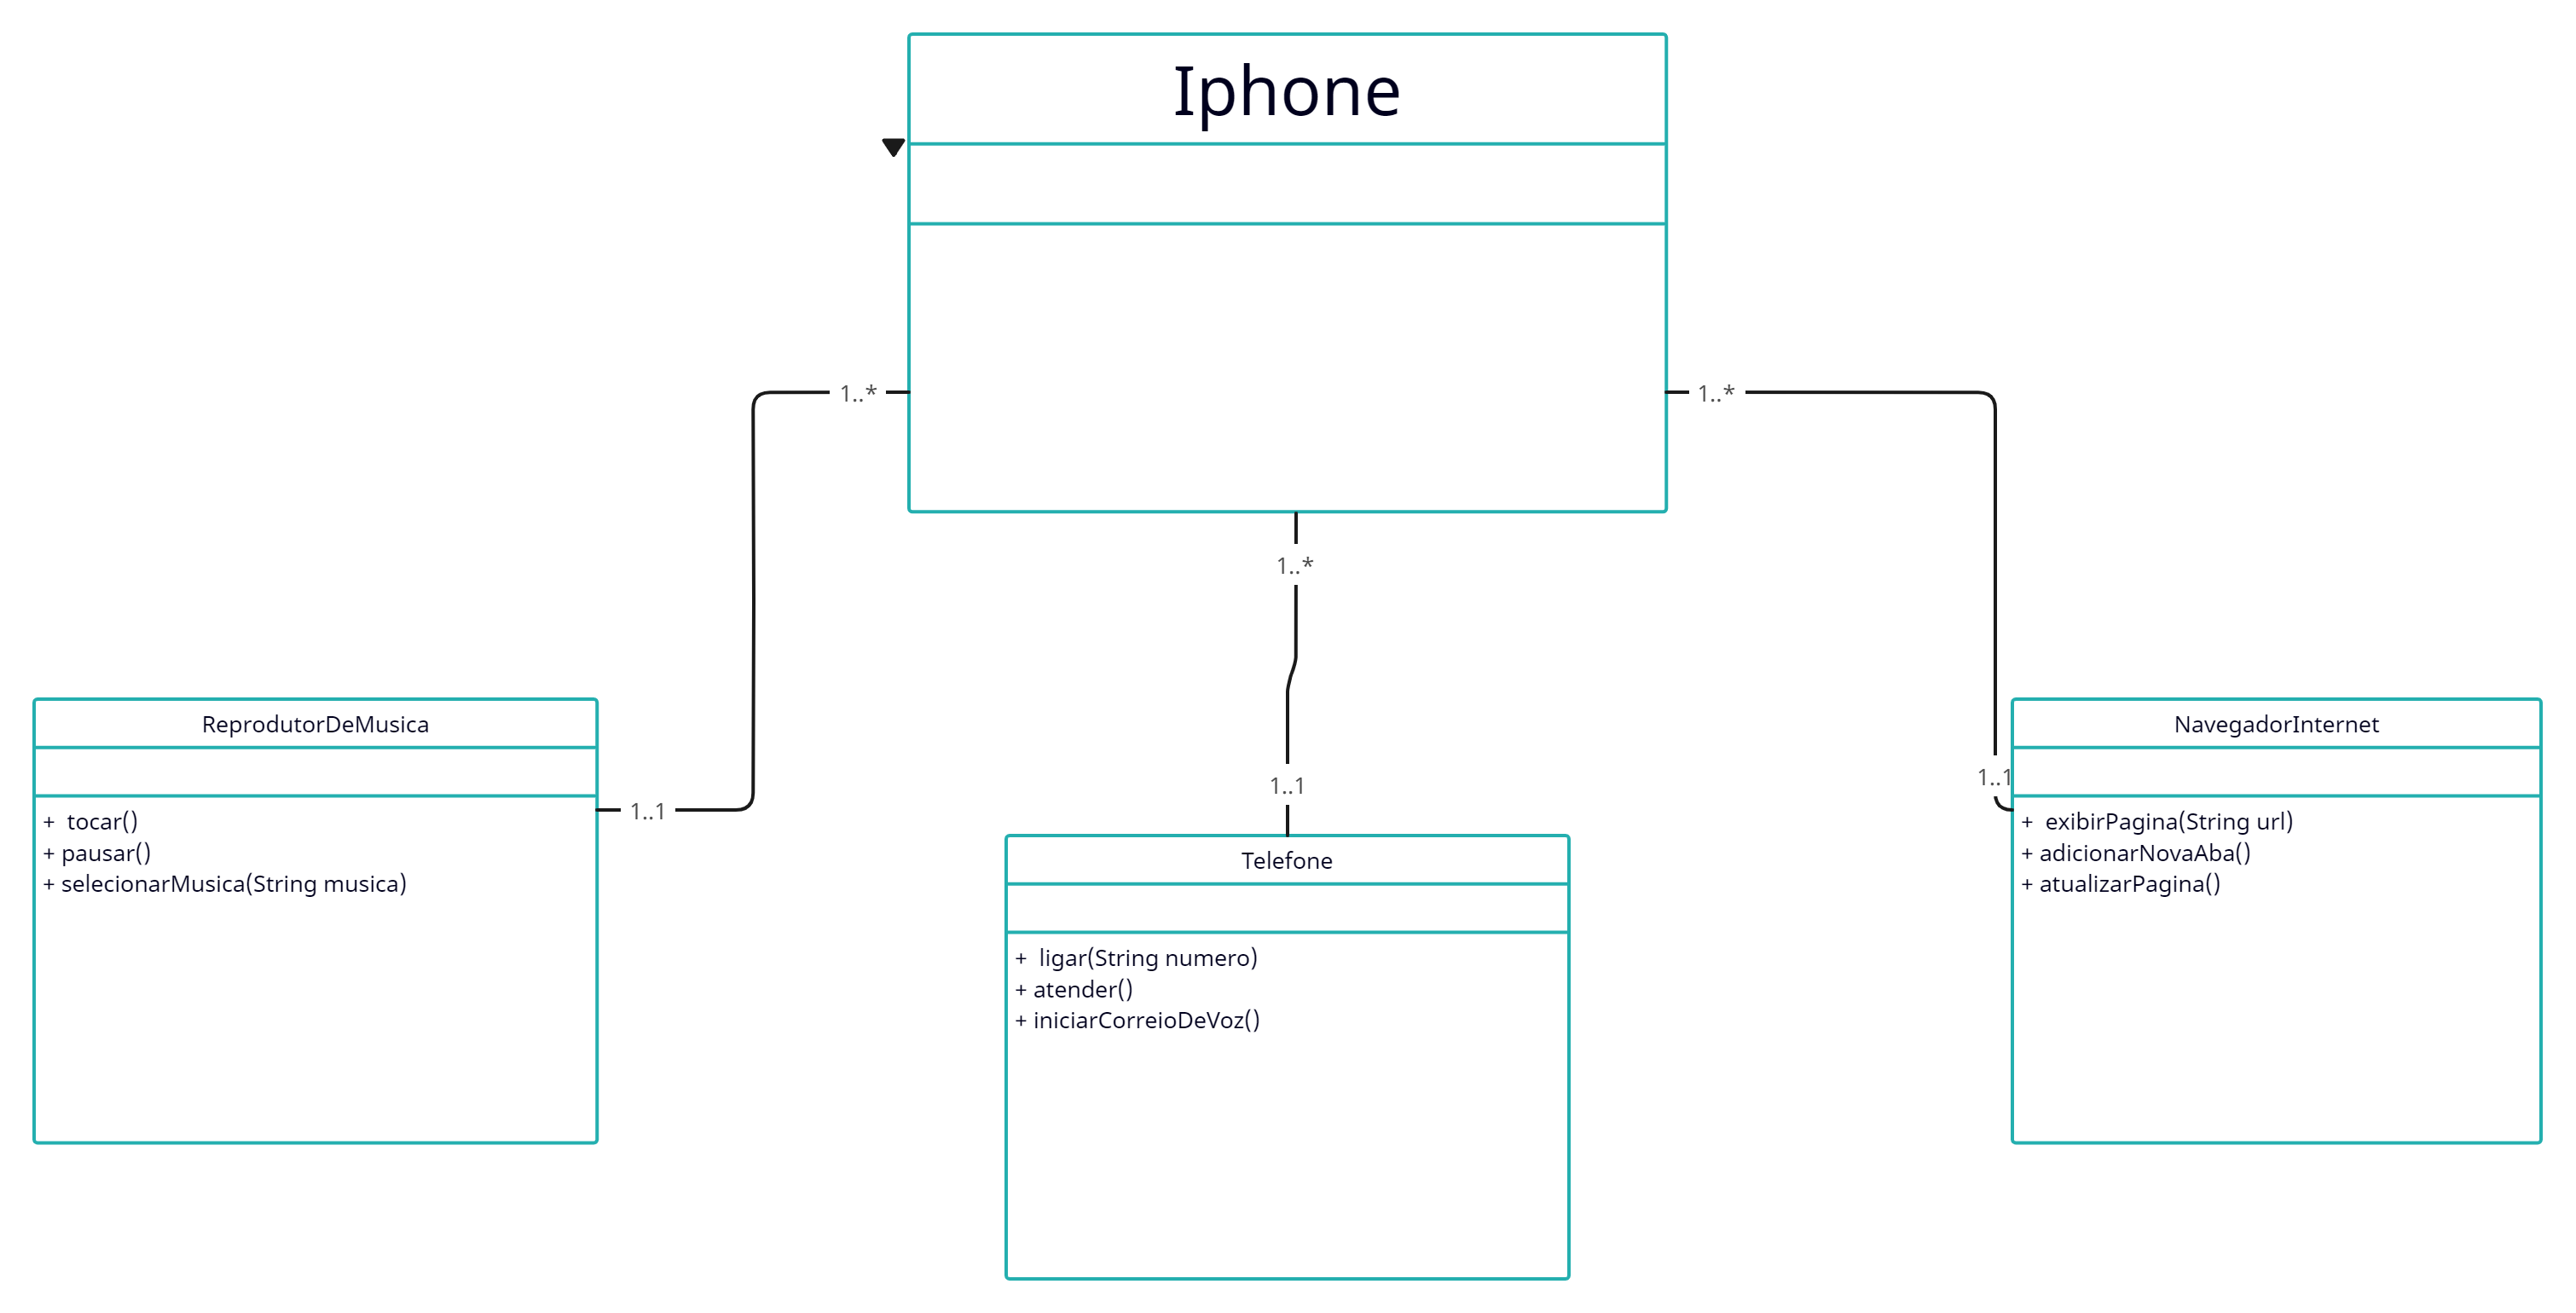 Iphone
1..*
1..*
1..*
ReprodutorDeMusica
+  tocar()
+ pausar()
+ selecionarMusica(String musica)
1..1
1..1
Telefone
+  ligar(String numero)
+ atender()
+ iniciarCorreioDeVoz()
NavegadorInternet
1..1
+  exibirPagina(String url)
+ adicionarNovaAba()
+ atualizarPagina()